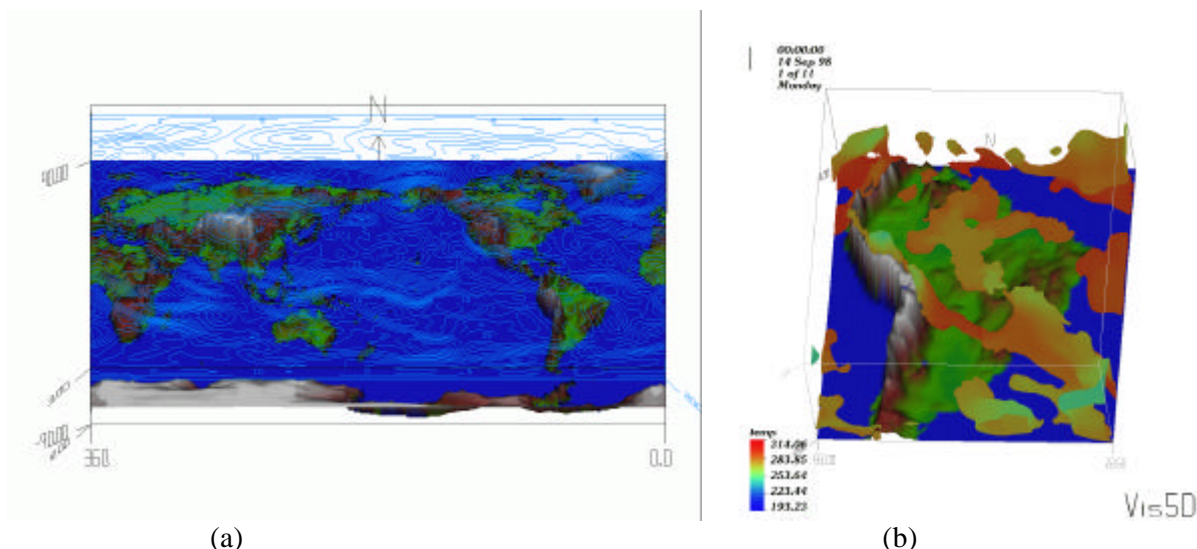 N
90.00
-90.00
360.
0.0
(a)
00:00:00
14 Sep 98
1 of 11
Monday
N
temp
314.06
283.85
253.64
223.44
193.23
Vis5D
(b)